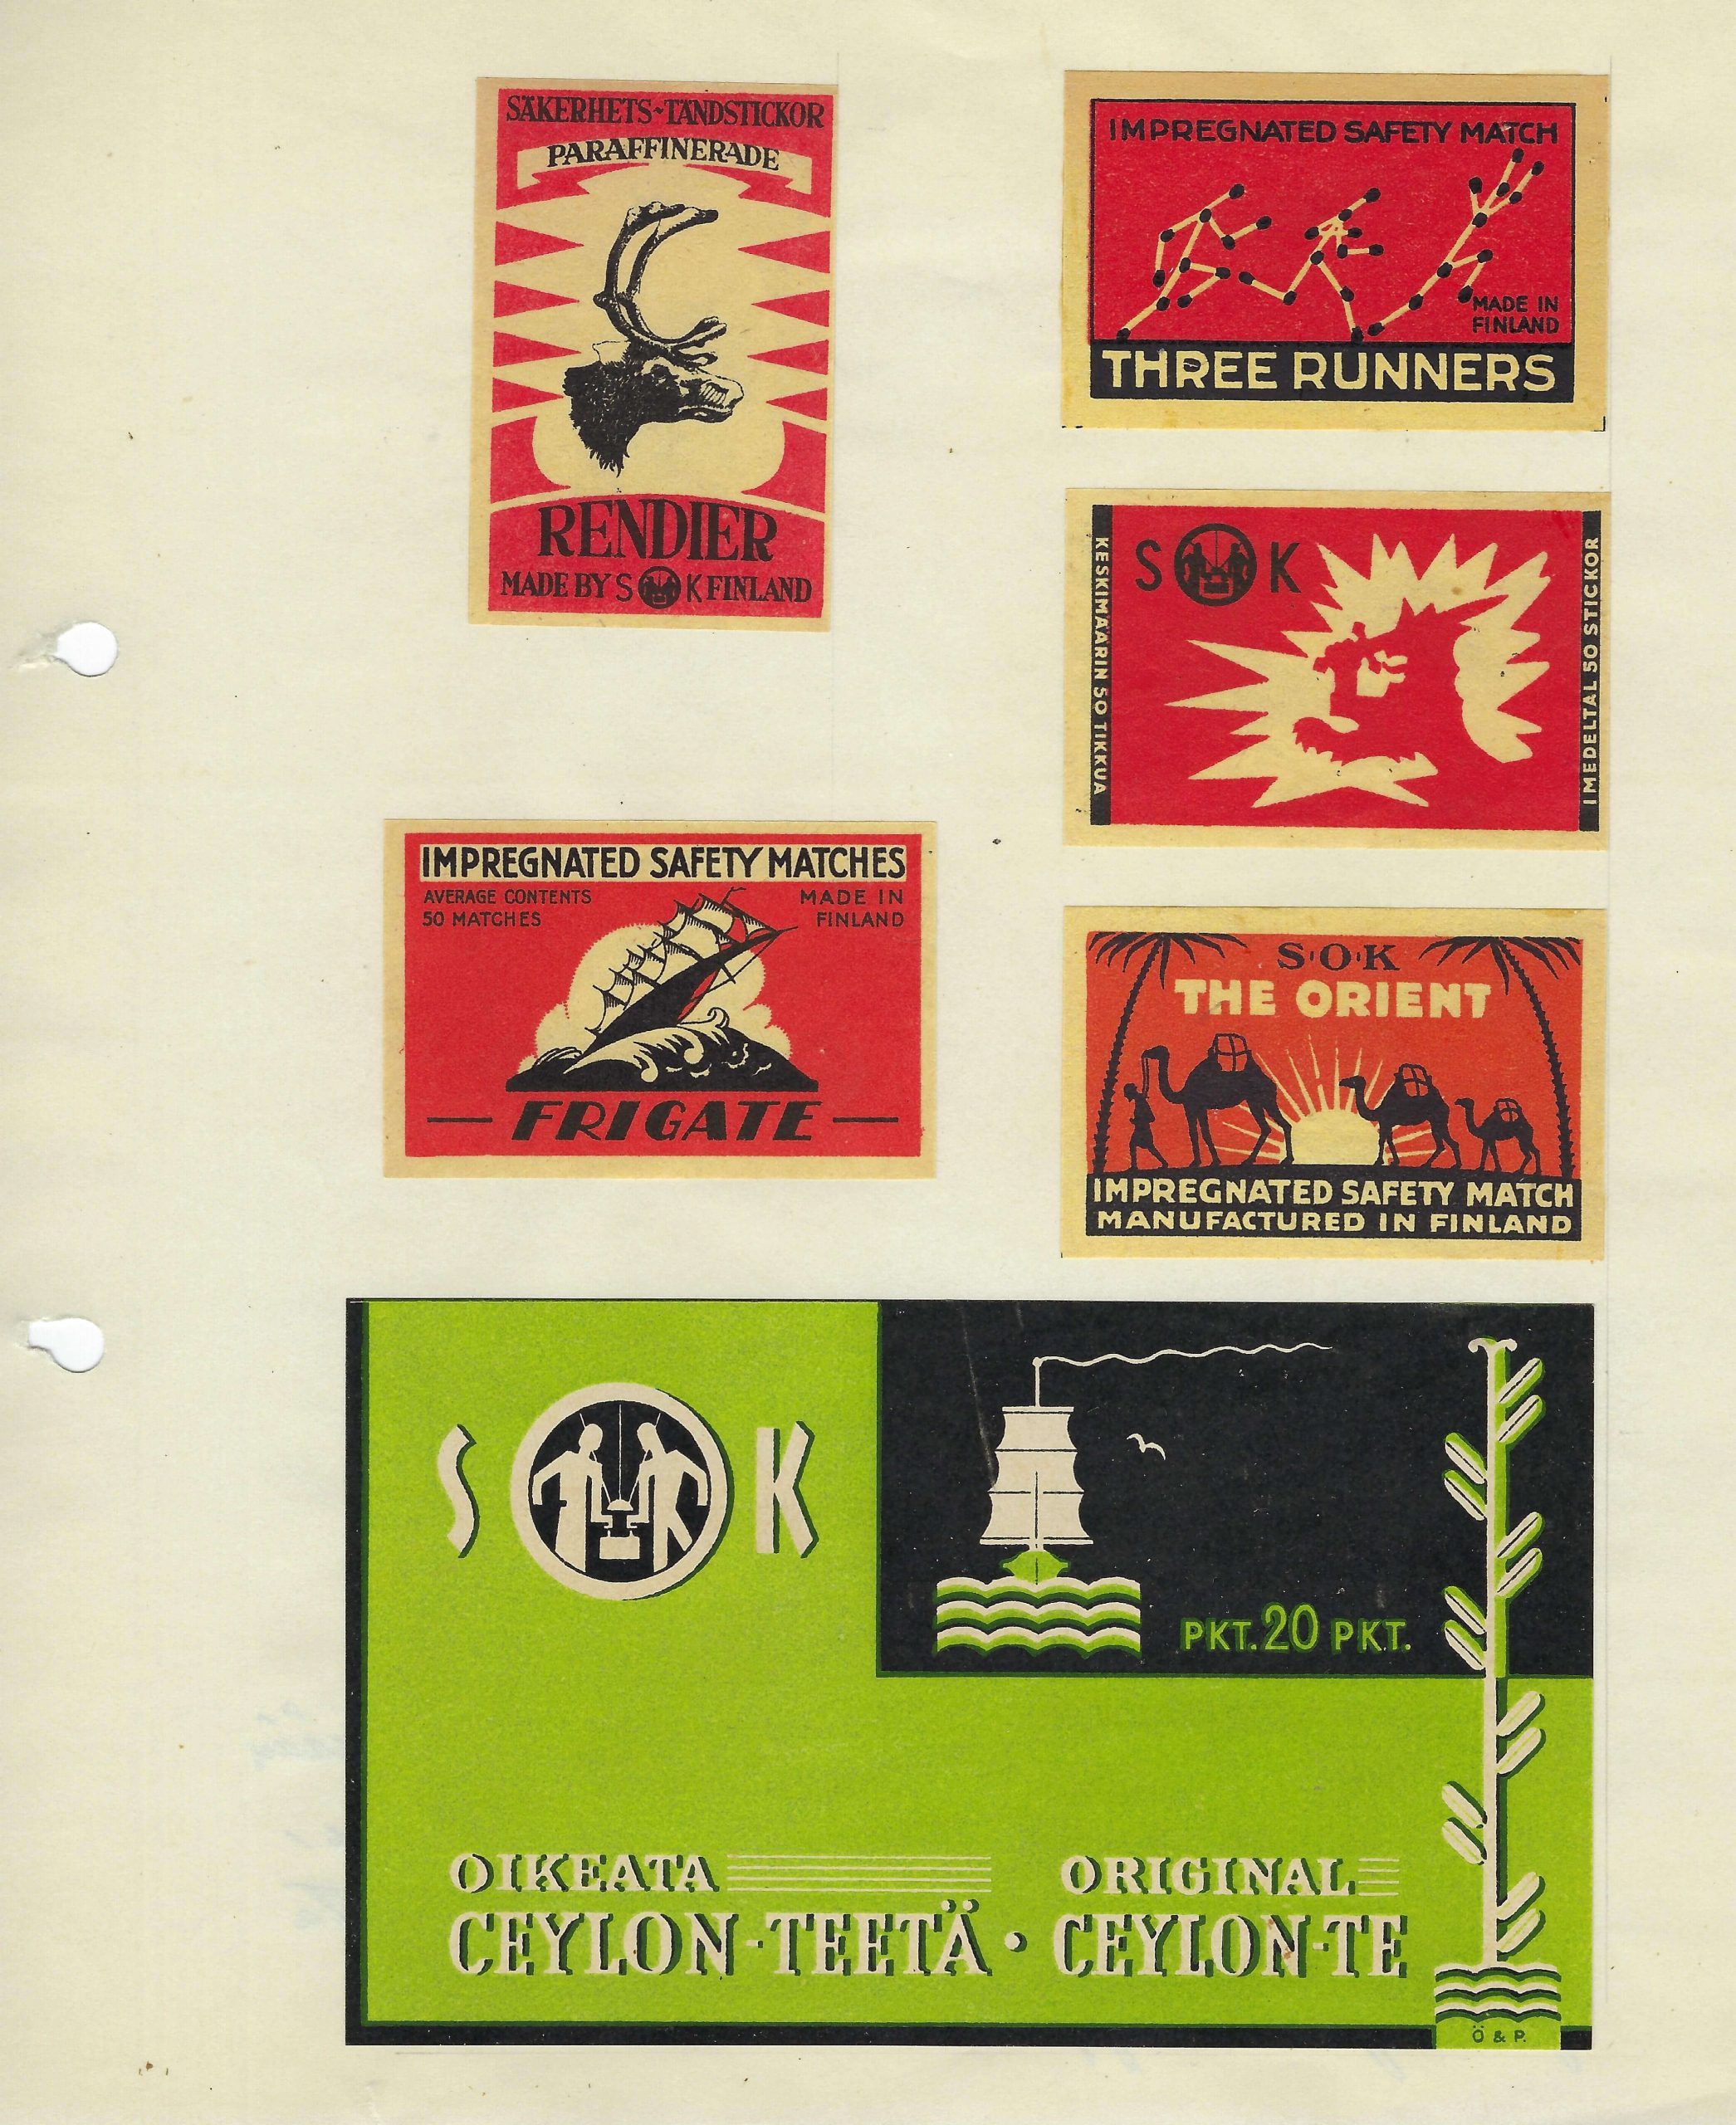 SÄKERHETS-TÄNDSTICKOR
PARAFFINERADE
RENDIER
MADE BY S K FINLAND
IMPREGNATED SAFETY MATCH
MADE IN
FINLAND
THREE RUNNERS
S K
KESKIMÄÄRIN 50 TIKKUA
I MEDELTAL 50 STICKOR
IMPREGNATED SAFETY MATCHES
AVERAGE CONTENTS
50 MATCHES
MADE IN
FINLAND
FRIGATE
S·O·K
THE ORIENT
IMPREGNATED SAFETY MATCH
MANUFACTURED IN FINLAND
S K
PKT. 20 PKT.
OIKEATA
CEYLON-TEETÄ •
ORIGINAL
CEYLON-TE
Ö & P.